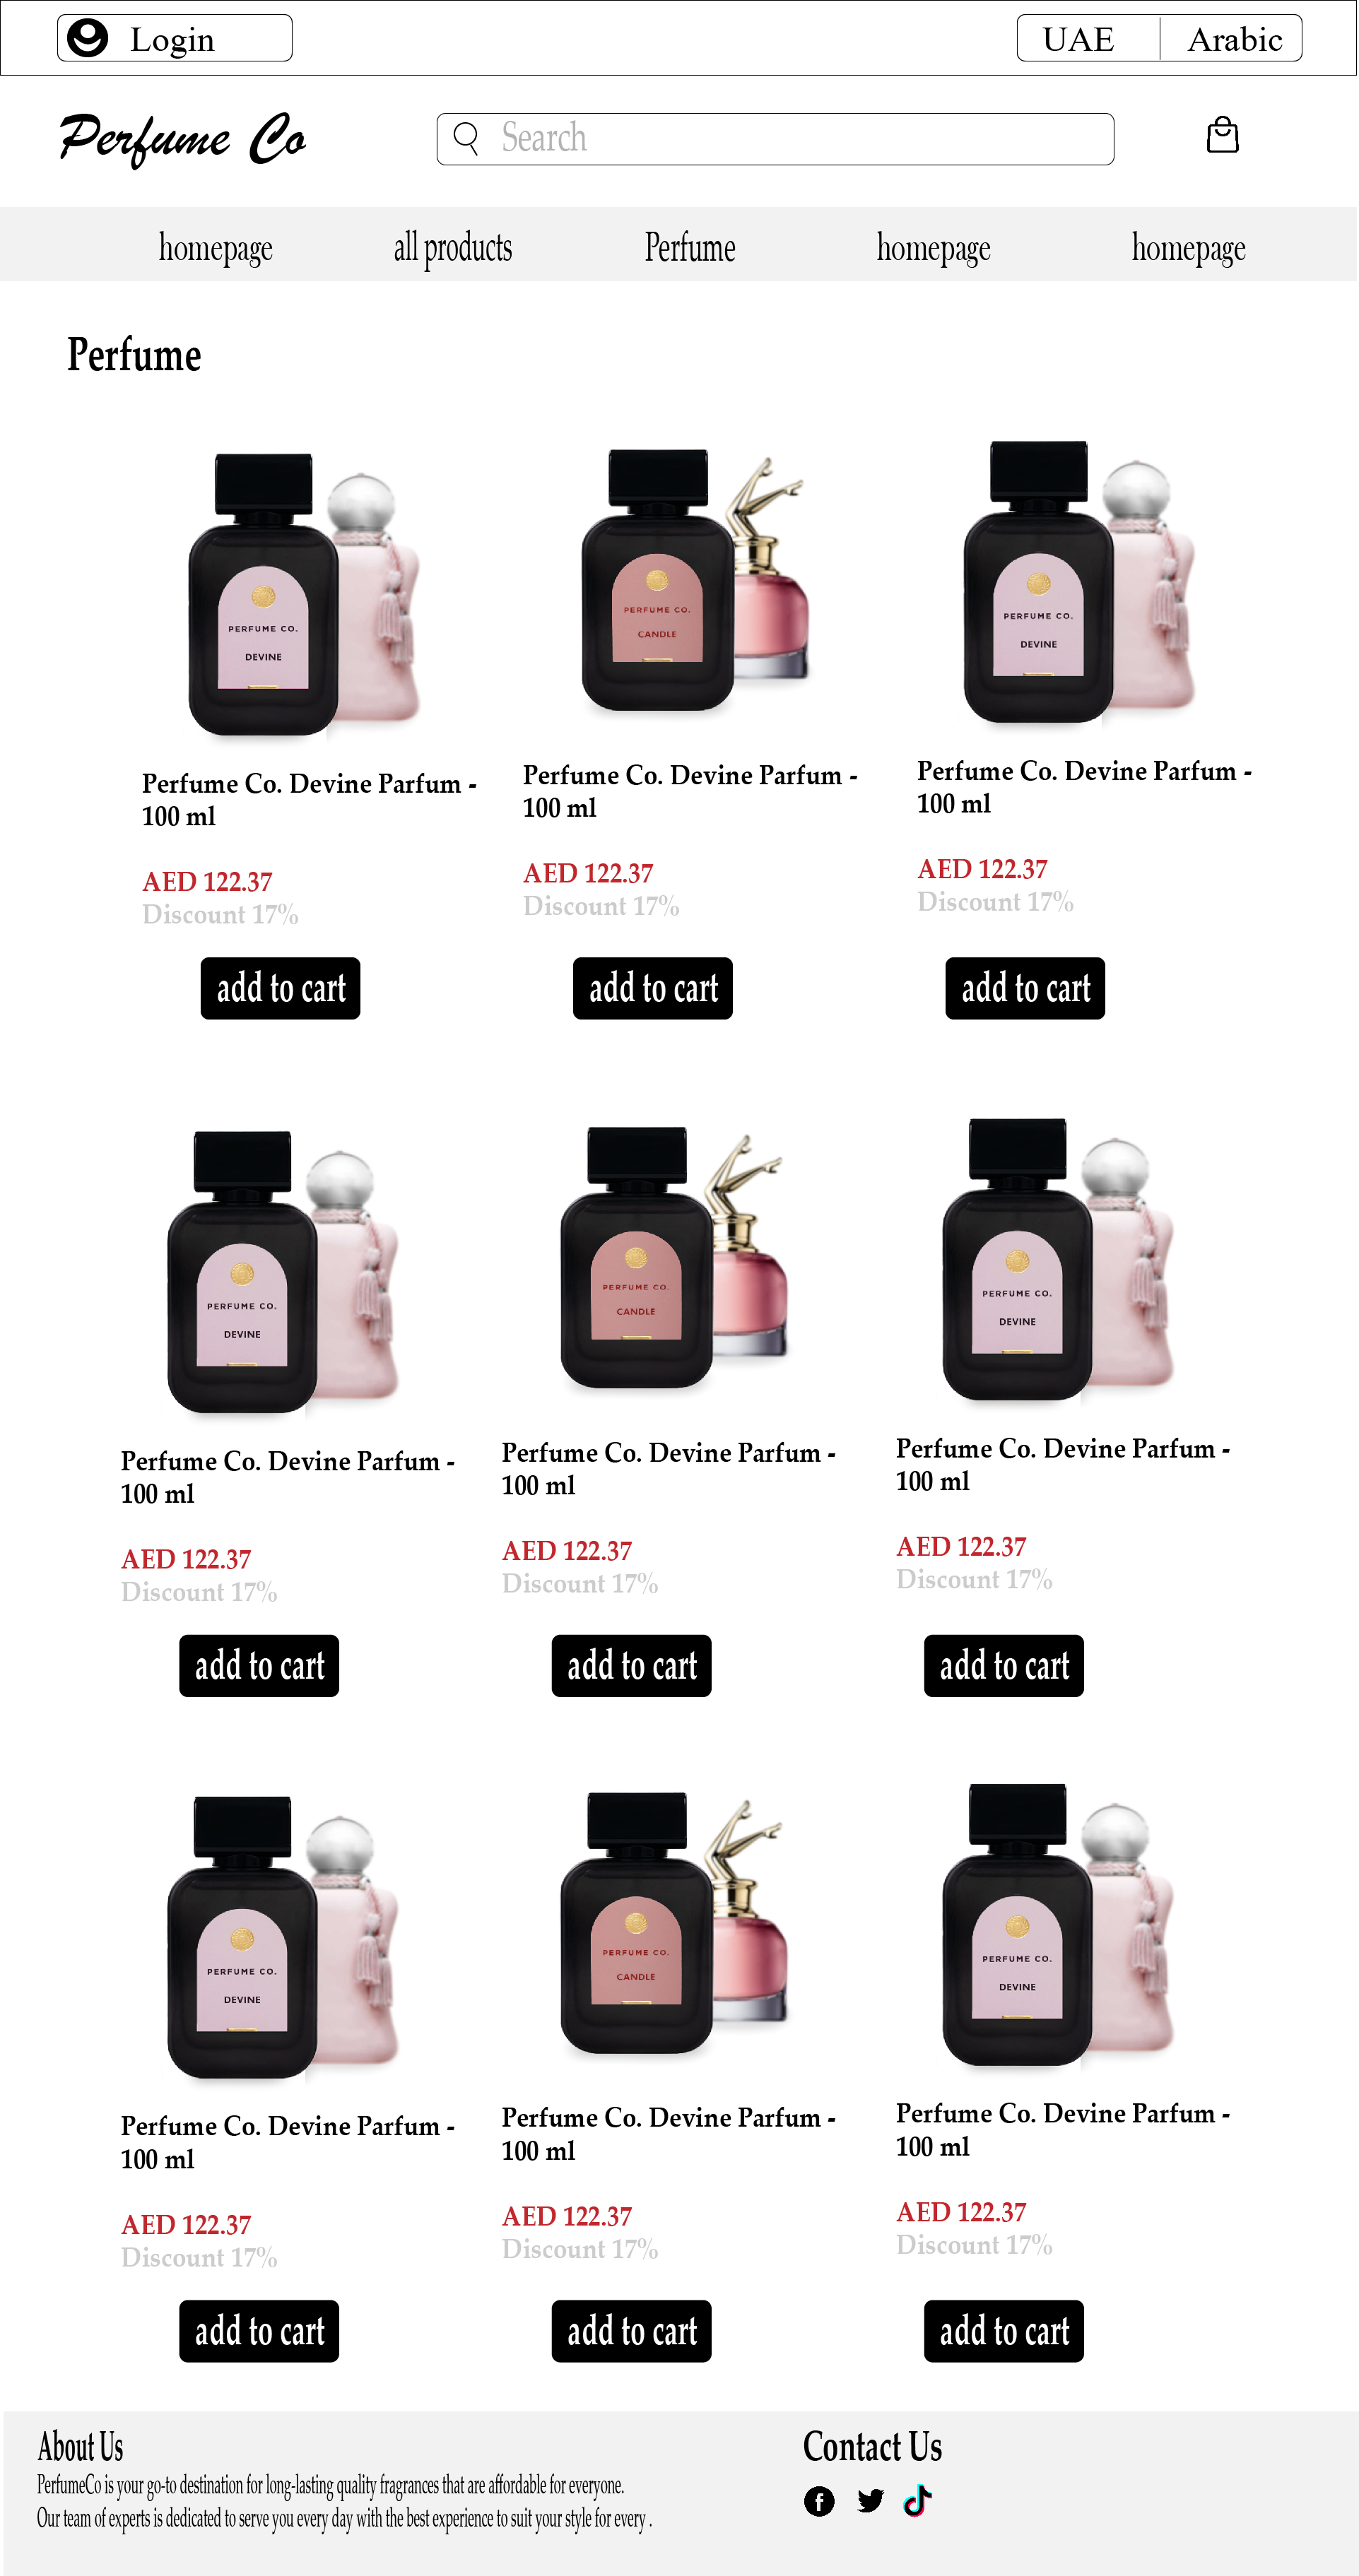 Login
UAE
Arabic
Perfume Co
Search
homepage
all products
Perfume
homepage
homepage
Perfume
PERFUME CO.
DEVINE
PERFUME CO.
CANDLE
PERFUME CO.
DEVINE
Perfume Co. Devine Parfum -
100 ml
AED 122.37
Discount 17%
add to cart
Perfume Co. Devine Parfum -
100 ml
AED 122.37
Discount 17%
add to cart
Perfume Co. Devine Parfum -
100 ml
AED 122.37
Discount 17%
add to cart
PERFUME CO.
DEVINE
PERFUME CO.
CANDLE
PERFUME CO.
DEVINE
Perfume Co. Devine Parfum -
100 ml
AED 122.37
Discount 17%
add to cart
Perfume Co. Devine Parfum -
100 ml
AED 122.37
Discount 17%
add to cart
Perfume Co. Devine Parfum -
100 ml
AED 122.37
Discount 17%
add to cart
PERFUME CO.
DEVINE
PERFUME CO.
CANDLE
PERFUME CO.
DEVINE
Perfume Co. Devine Parfum -
100 ml
AED 122.37
Discount 17%
add to cart
Perfume Co. Devine Parfum -
100 ml
AED 122.37
Discount 17%
add to cart
Perfume Co. Devine Parfum -
100 ml
AED 122.37
Discount 17%
add to cart
About Us
PerfumeCo is your go-to destination for long-lasting quality fragrances that are affordable for everyone.
Our team of experts is dedicated to serve you every day with the best experience to suit your style for every .
Contact Us